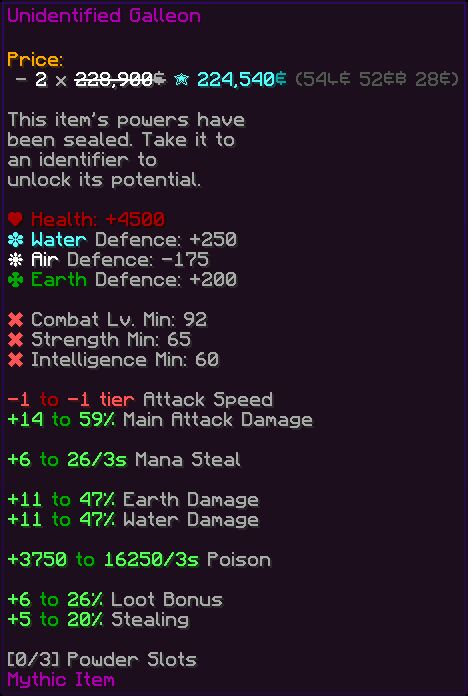 Unidentified Galleon
Price:
- 2 x 228,900² ✮ 224,540² (54²½ 52²½ 28²)
This item's powers have
been sealed. Take it to
an identifier to
unlock its potential.
❤ Health: +4500
✽ Water Defence: +250
❋ Air Defence: -175
✤ Earth Defence: +200
✖ Combat Lv. Min: 92
✖ Strength Min: 65
✖ Intelligence Min: 60
-1 to -1 tier Attack Speed
+14 to 59% Main Attack Damage
+6 to 26/3s Mana Steal
+11 to 47% Earth Damage
+11 to 47% Water Damage
+3750 to 16250/3s Poison
+6 to 26% Loot Bonus
+5 to 20% Stealing
[0/3] Powder Slots
Mythic Item